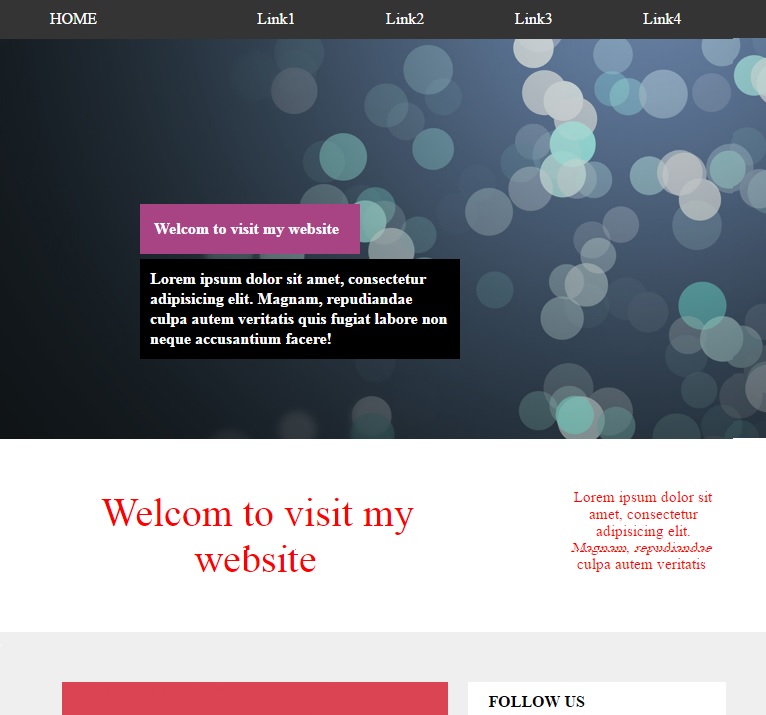 HOME Link1 Link2 Link3 Link4
Welcom to visit my website
Lorem ipsum dolor sit amet, consectetur
adipisicing elit. Magnam, repudiandae
culpa autem veritatis quis fugiat labore non
neque accusantium facere!
Welcom to visit my
website
Lorem ipsum dolor sit
amet, consectetur
adipisicing elit.
Magnam, repudiandae
culpa autem veritatis
FOLLOW US